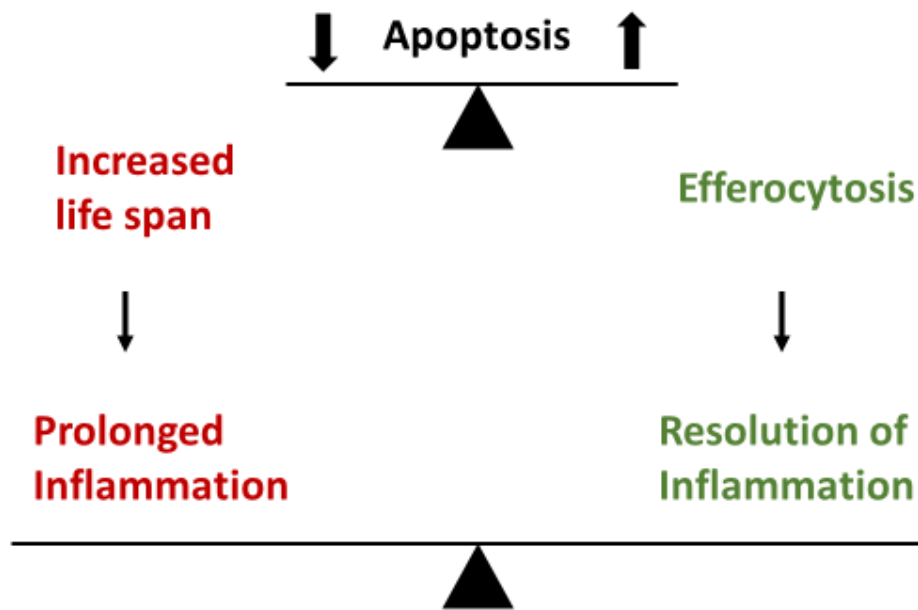 Apoptosis
Increased
life span
Efferocytosis
Prolonged
Inflammation
Resolution of
Inflammation